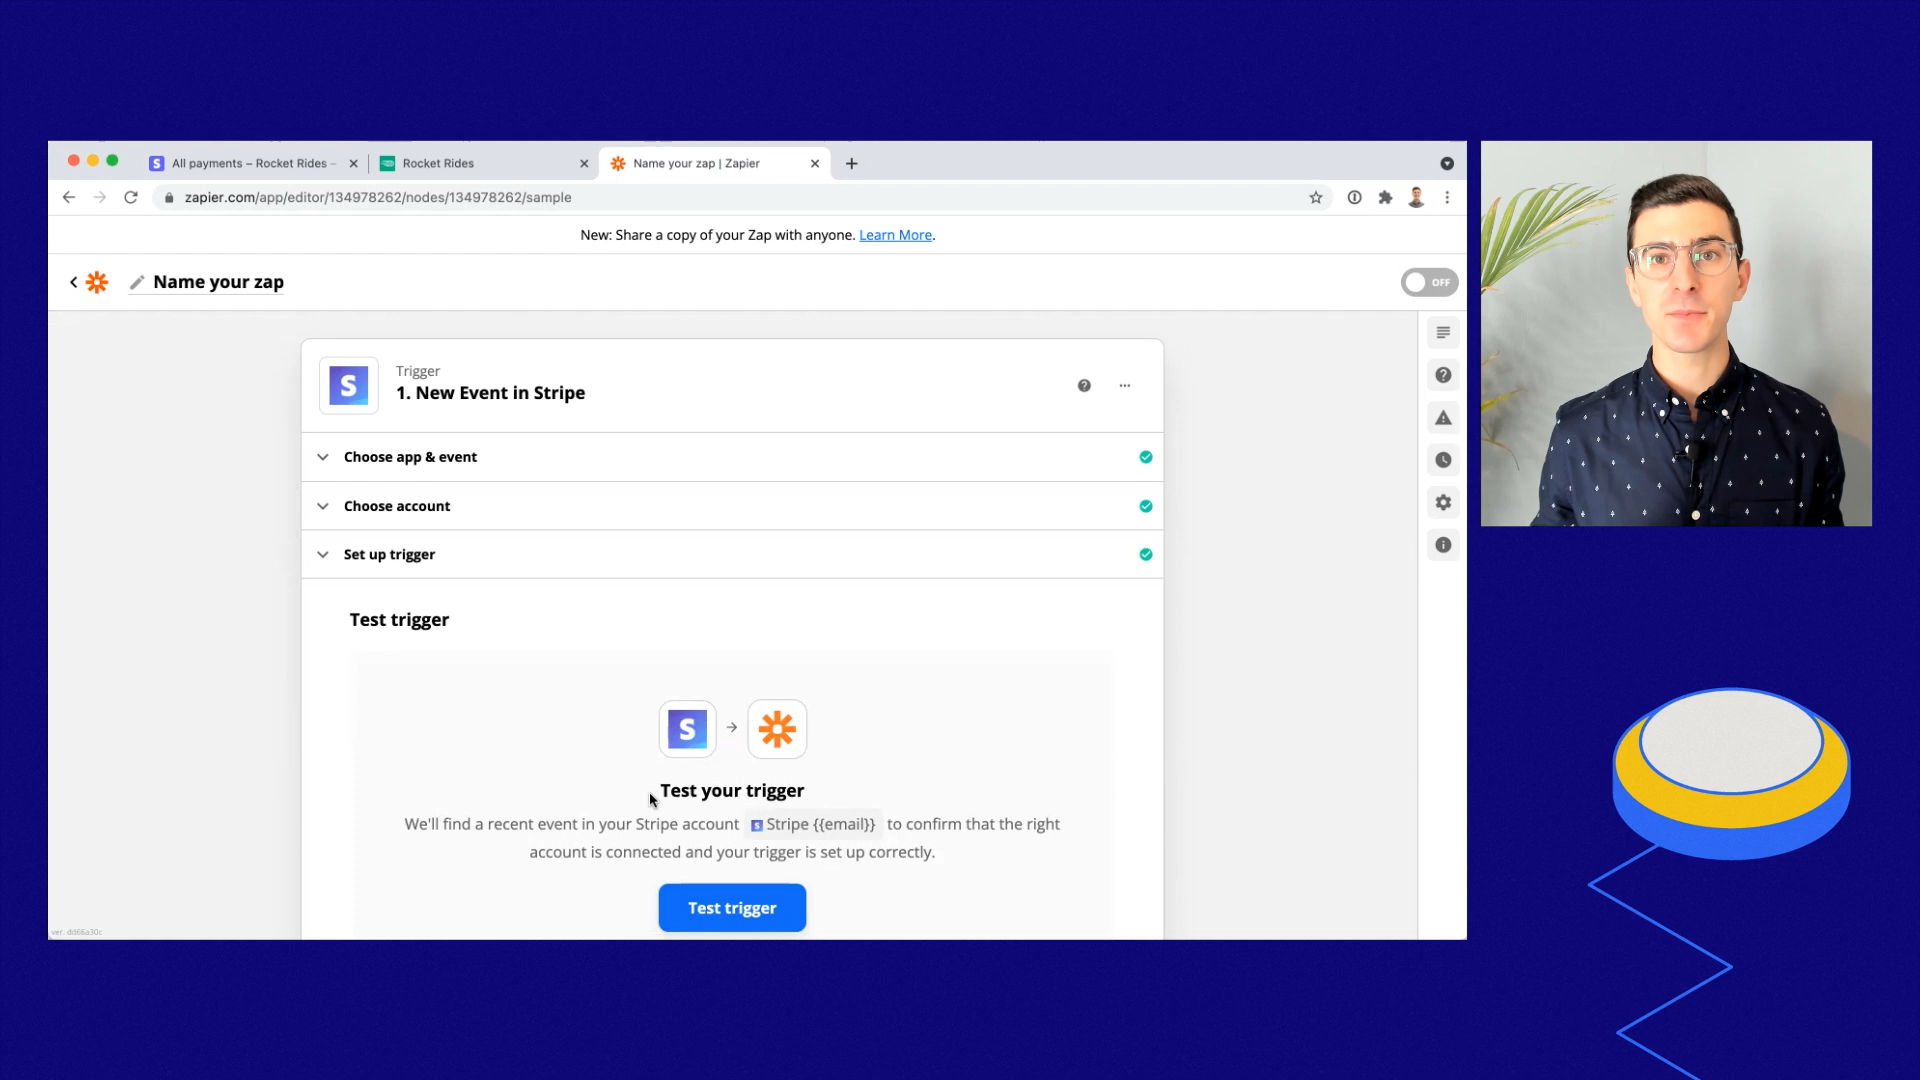 All payments – Rocket Rides –
Rocket Rides
Name your zap | Zapier
zapier.com/app/editor/134978262/nodes/134978262/sample
New: Share a copy of your Zap with anyone. Learn More.
Name your zap
OFF
Trigger
1. New Event in Stripe
Choose app & event
Choose account
Set up trigger
Test trigger
Test your trigger
We'll find a recent event in your Stripe account Stripe {{email}} to confirm that the right
account is connected and your trigger is set up correctly.
Test trigger
ver. dd66a30c